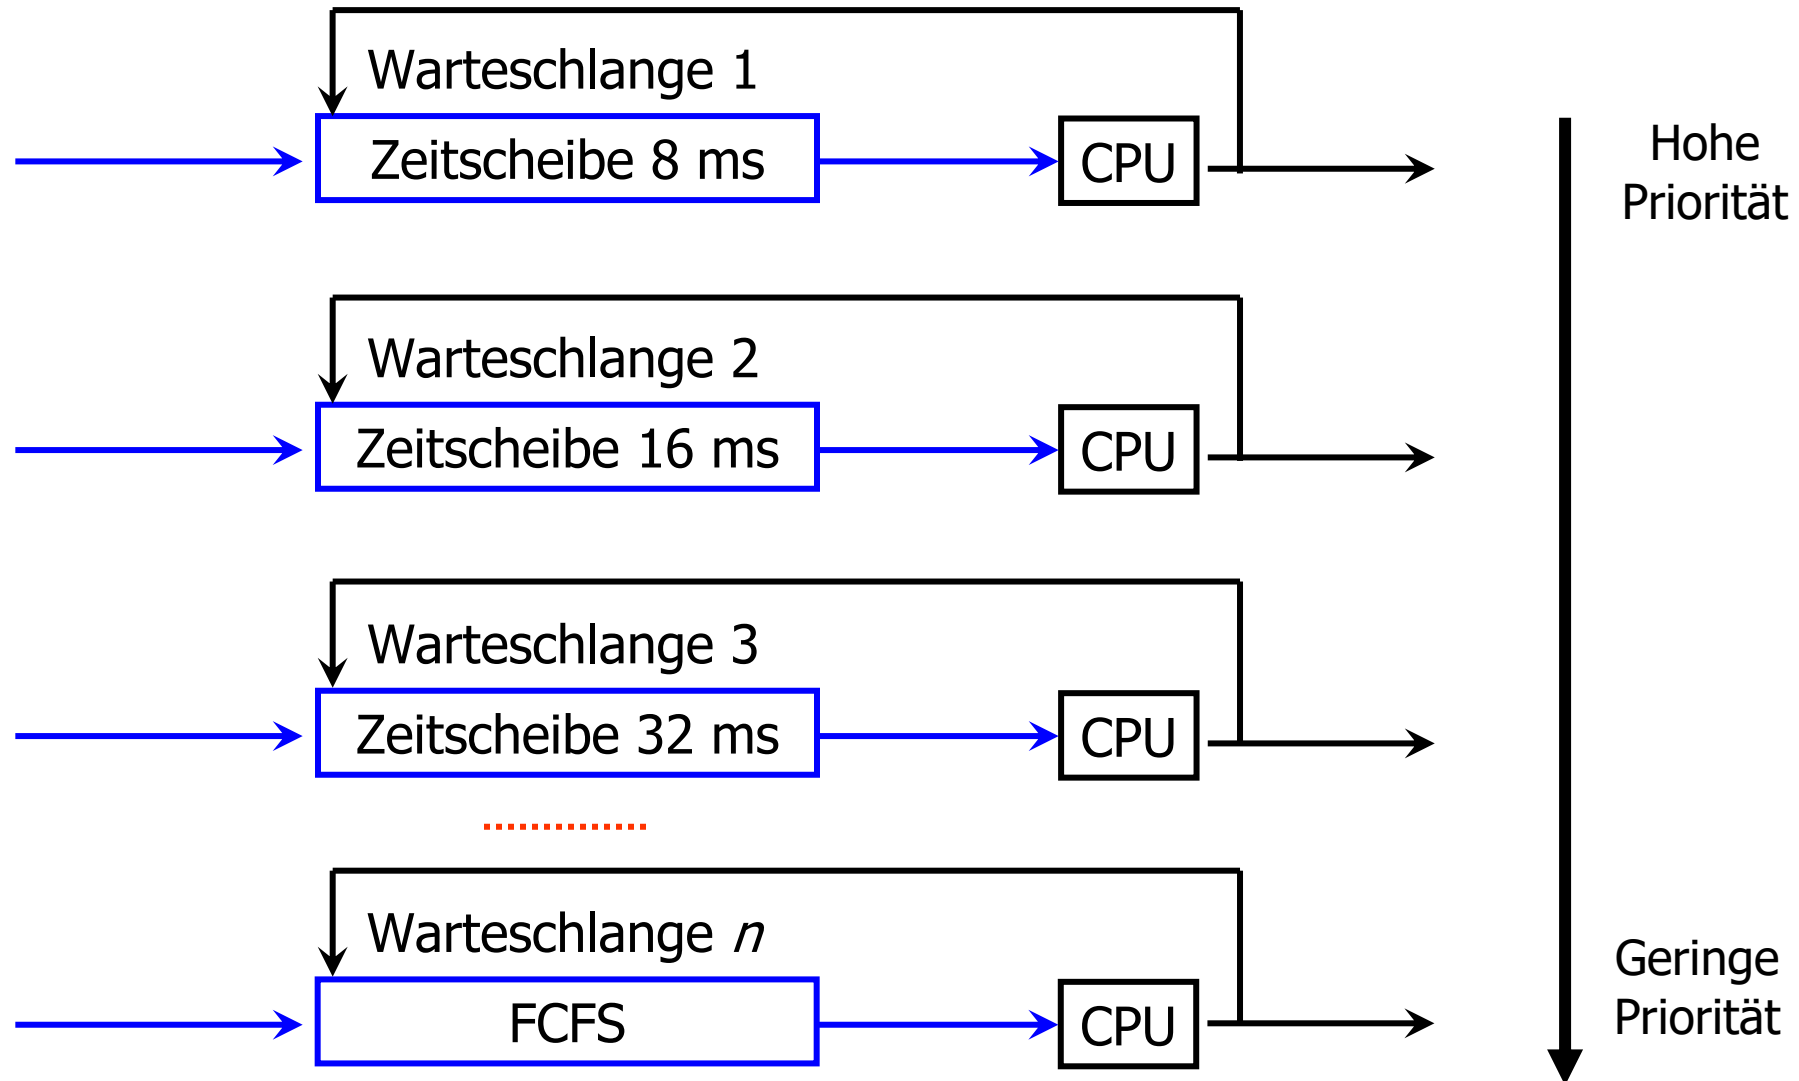 Warteschlange 1
Zeitscheibe 8 ms
CPU
Hohe
Priorität
Warteschlange 2
Zeitscheibe 16 ms
CPU
Warteschlange 3
Zeitscheibe 32 ms
CPU
Warteschlange n
FCFS
CPU
Geringe
Priorität